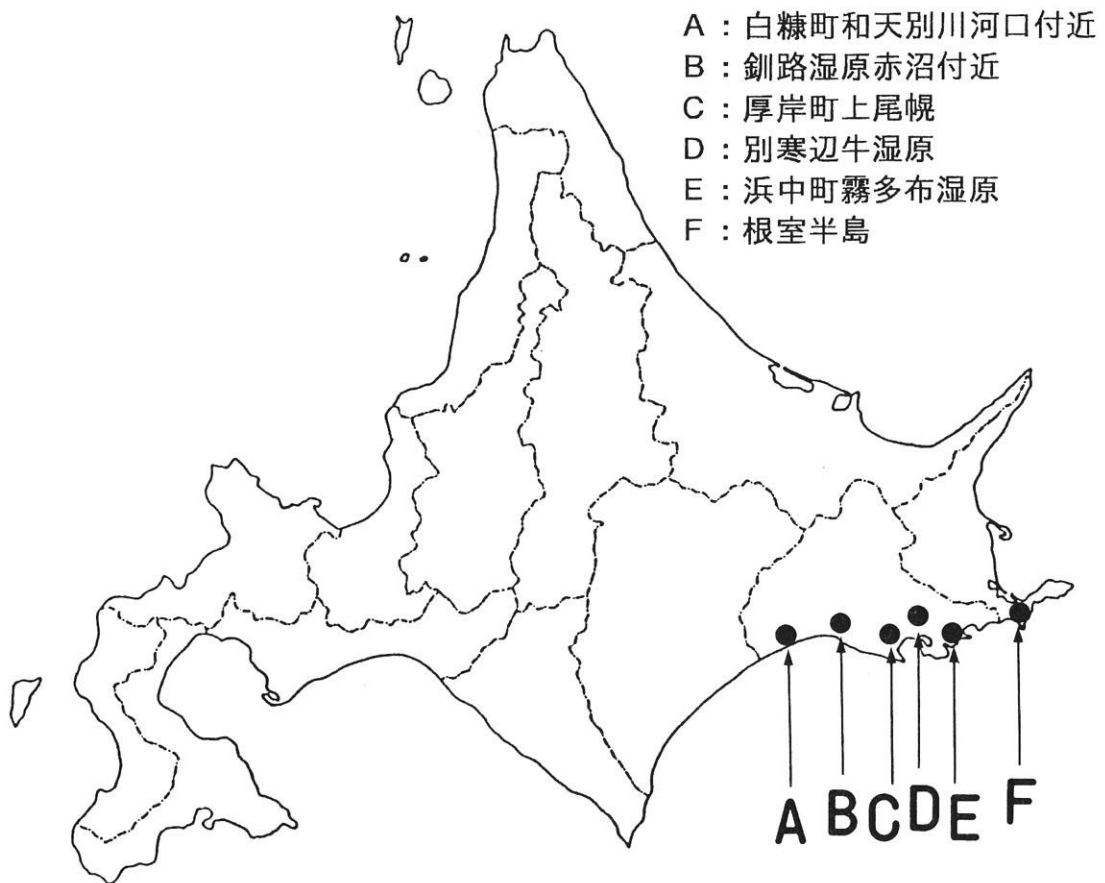 A：白糠町和天別川河口付近
B：釧路湿原赤沼付近
C：厚岸町上尾幌
D：別寒辺牛湿原
E：浜中町霧多布湿原
F：根室半島
A B C D E F